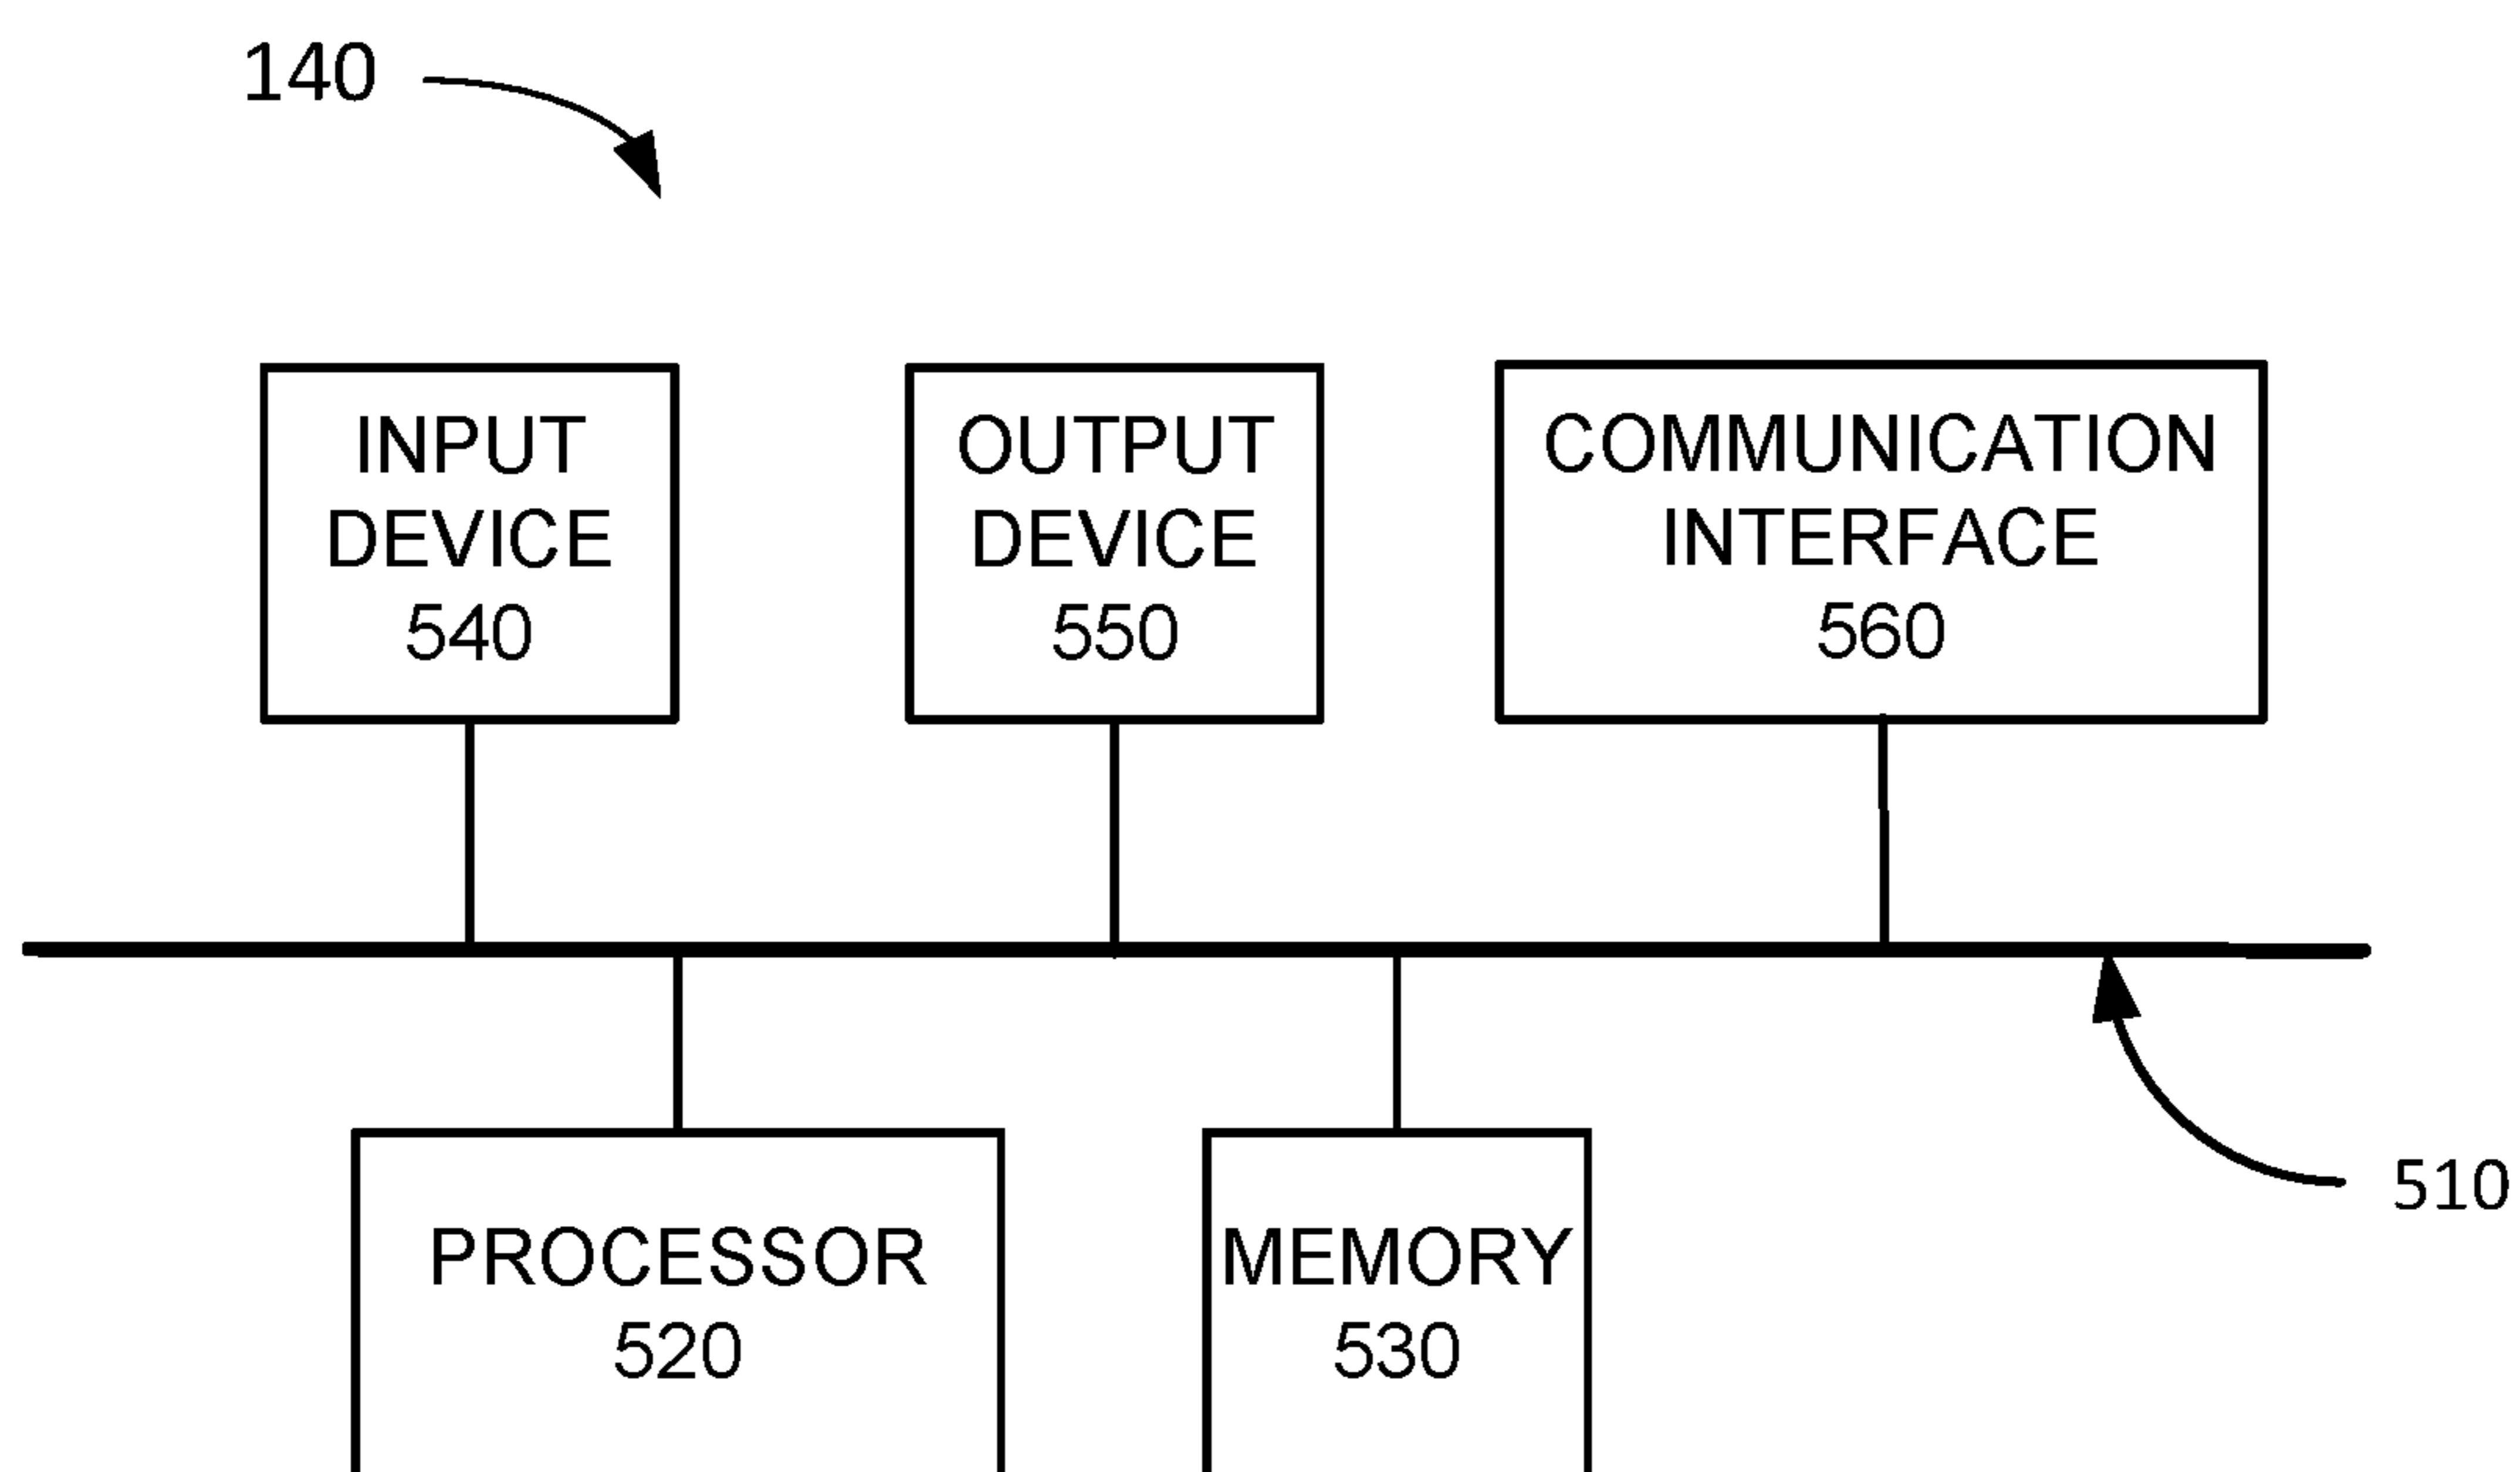 140
INPUT
DEVICE
540
OUTPUT
DEVICE
550
COMMUNICATION
INTERFACE
560
510
PROCESSOR
520
MEMORY
530